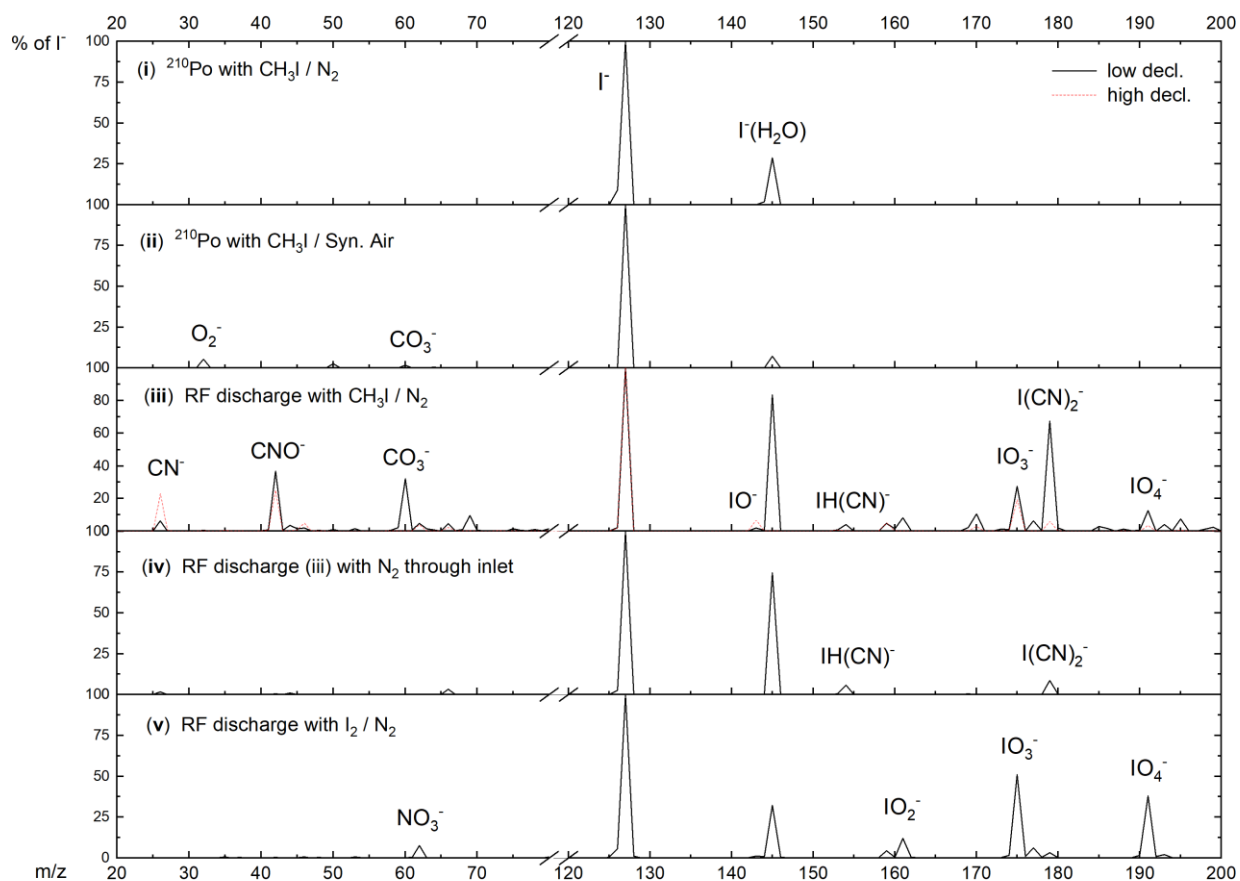 20 30 40 50 60 70 120 130 140 150 160 170 180 190 200
% of I⁻
100
75
50
25
100
(i) ²¹⁰Po with CH₃I / N₂
I⁻
I⁻(H₂O)
low decl.
high decl.
75
50
25
100
(ii) ²¹⁰Po with CH₃I / Syn. Air
O₂⁻
CO₃⁻
80
60
40
20
100
(iii) RF discharge with CH₃I / N₂
CN⁻
CNO⁻
CO₃⁻
IO⁻
IH(CN)⁻
IO₃⁻
I(CN)₂⁻
IO₄⁻
75
50
25
100
(iv) RF discharge (iii) with N₂ through inlet
IH(CN)⁻
I(CN)₂⁻
75
50
25
0
(v) RF discharge with I₂ / N₂
NO₃⁻
IO₂⁻
IO₃⁻
IO₄⁻
m/z
20 30 40 50 60 70 120 130 140 150 160 170 180 190 200